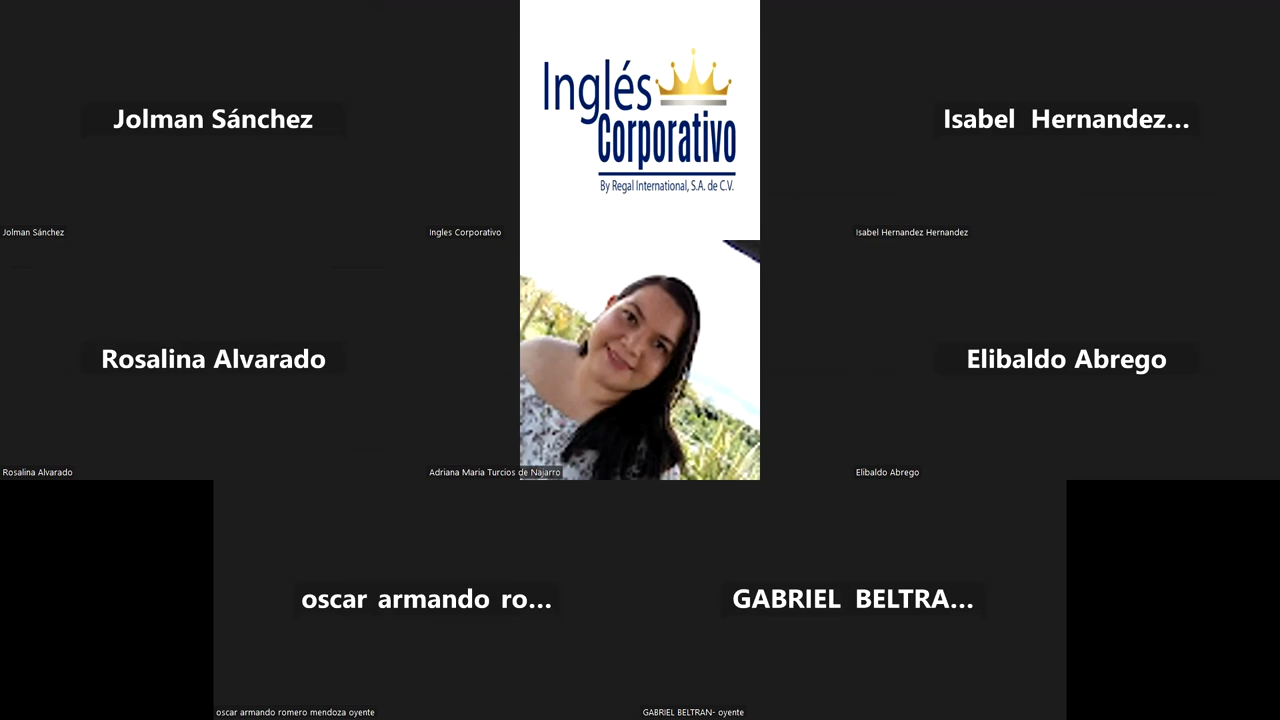 Jolman Sánchez
Jolman Sánchez
Inglés
Corporativo
By Regal International, S.A. de C.V.
Ingles Corporativo
Isabel Hernandez...
Isabel Hernandez Hernandez
Rosalina Alvarado
Rosalina Alvarado
Adriana Maria Turcios de Najarro
Elibaldo Abrego
Elibaldo Abrego
oscar armando ro...
oscar armando romero mendoza oyente
GABRIEL BELTRA...
GABRIEL BELTRAN- oyente